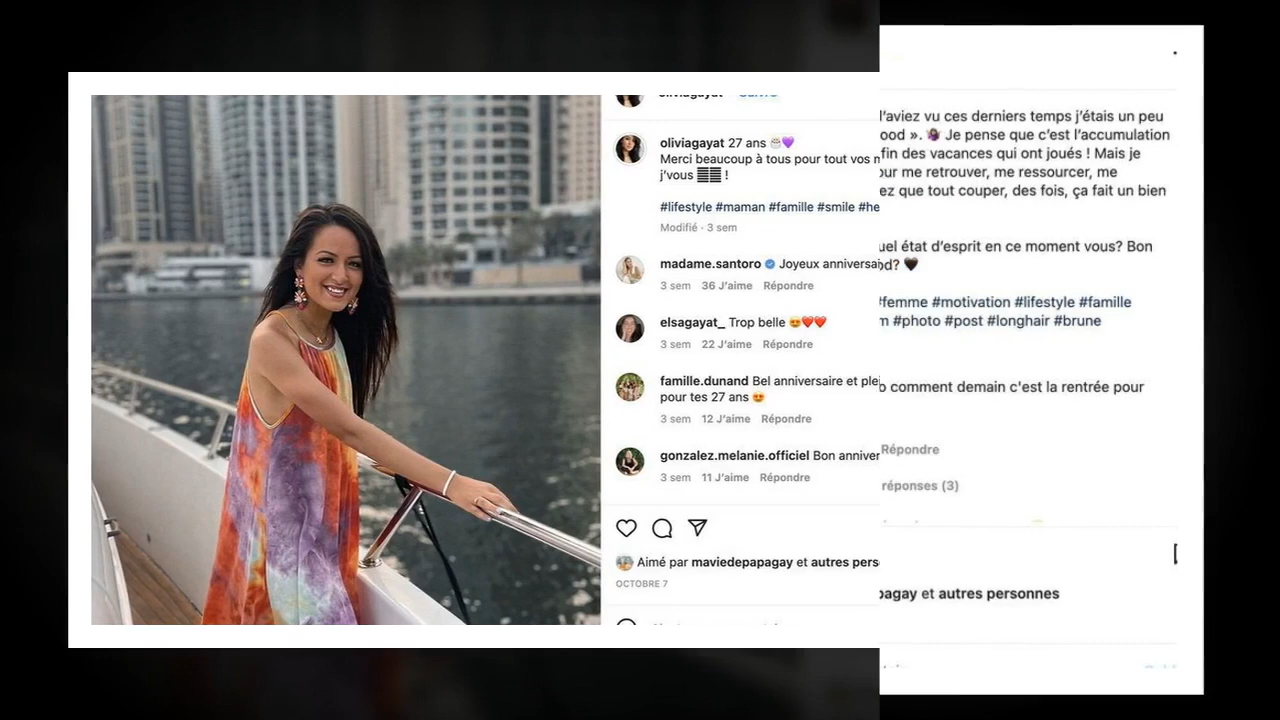 oliviagayat 27 ans 🎂💜
Merci beaucoup à tous pour tout vos
j'vous !
#lifestyle #maman #famille #smile
Modifié · 3 sem
madame.santoro Joyeux
3 sem 36 J'aime Répondre
elsagayat_ Trop belle 😍❤️❤️
3 sem 22 J'aime Répondre
famille.dunand Bel anniversaire et
pour tes 27 ans 😍
3 sem 12 J'aime Répondre
gonzalez.melanie.officiel Bon
3 sem 11 J'aime Répondre
Aimé par maviedepapagay et autres
OCTOBRE 7
l'aviez vu ces derniers temps j'étais un peu
ood ». 🤷🏽‍♀️ Je pense que c'est l'accumulation
fin des vacances qui ont joués ! Mais je
our me retrouver, me ressourcer, me
ez que tout couper, des fois, ça fait un bien
uel état d'esprit en ce moment vous? Bon
od? 🖤
#femme #motivation #lifestyle #famille
#photo #post #longhair #brune
comment demain c'est la rentrée pour
Répondre
réponses (3)
pagay et autres personnes